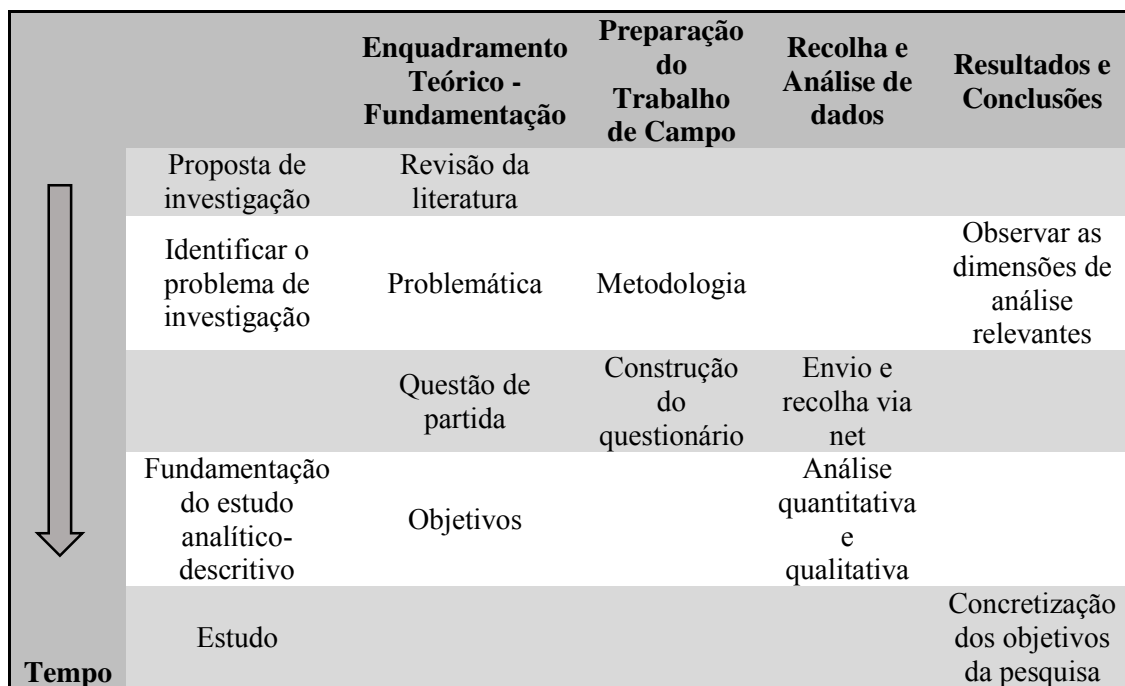 Enquadramento
Teórico -
Fundamentação
Preparação
do
Trabalho
de Campo
Recolha e
Análise de
dados
Resultados e
Conclusões
Proposta de
investigação
Revisão da
literatura
Identificar o
problema de
investigação
Problemática
Metodologia
Observar as
dimensões de
análise
relevantes
Questão de
partida
Construção
do
questionário
Envio e
recolha via
net
Fundamentação
do estudo
analítico-
descritivo
Objetivos
Análise
quantitativa
e
qualitativa
Tempo
Estudo
Concretização
dos objetivos
da pesquisa